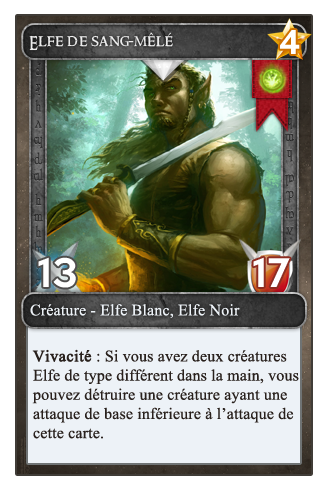 Elfe de sang-mêlé
4
13
17
Créature - Elfe Blanc, Elfe Noir
Vivacité : Si vous avez deux créatures
Elfe de type différent dans la main, vous
pouvez détruire une créature ayant une
attaque de base inférieure à l'attaque de
cette carte.